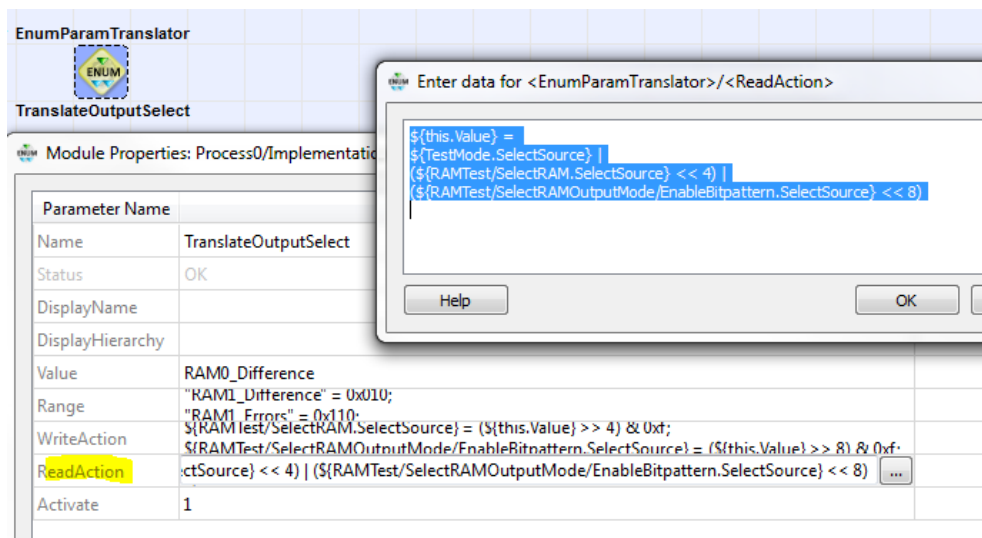 EnumParamTranslator
ENUM
TranslateOutputSelect
Enter data for <EnumParamTranslator>/<ReadAction>
${this.Value} =
${TestMode.SelectSource} |
(${RAMTest/SelectRAM.SelectSource} << 4) |
(${RAMTest/SelectRAMOutputMode/EnableBitpattern.SelectSource} << 8)
Help
OK
Module Properties: Process0/Implementatio
Parameter Name
Name TranslateOutputSelect
Status OK
DisplayName
DisplayHierarchy
Value RAM0_Difference
Range "RAM1_Difference" = 0x010;
"RAM1_Errors" = 0x110;
WriteAction ${RAMTest/SelectRAM.SelectSource} = (${this.Value} >> 4) & 0xf;
${RAMTest/SelectRAMOutputMode/EnableBitpattern.SelectSource} = (${this.Value} >> 8) & 0xf;
ReadAction :ctSource} << 4) | (${RAMTest/SelectRAMOutputMode/EnableBitpattern.SelectSource} << 8) ...
Activate 1